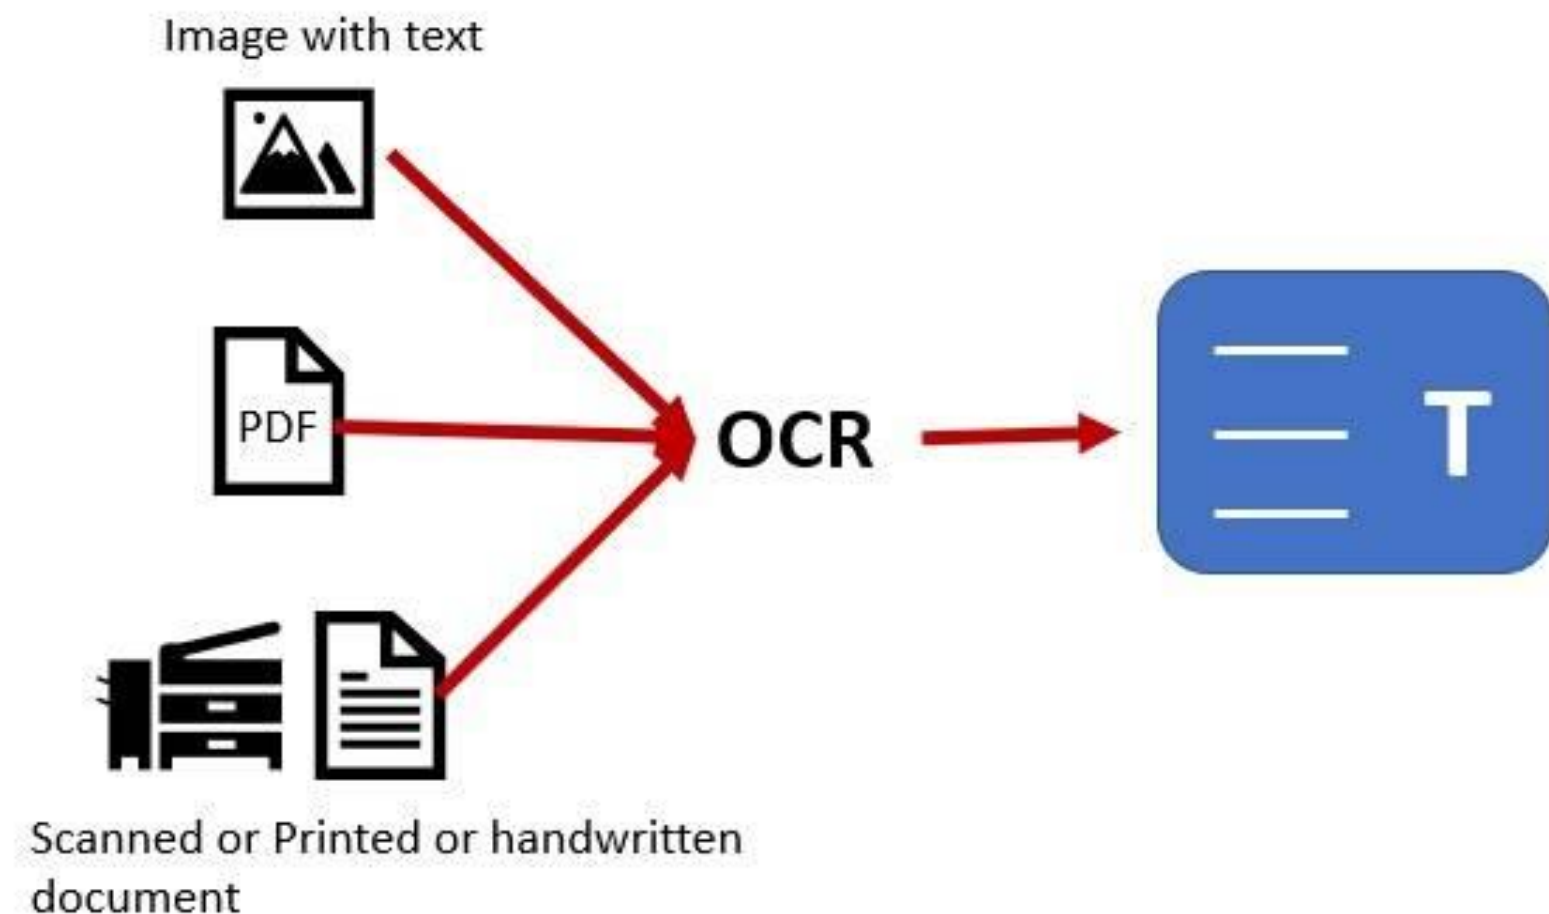 Image with text
PDF
OCR
T
Scanned or Printed or handwritten
document